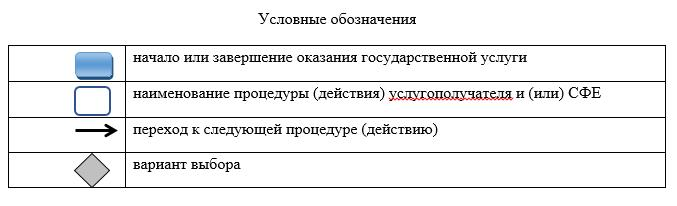 Условные обозначения
начало или завершение оказания государственной услуги
наименование процедуры (действия) услугополучателя и (или) СФЕ
переход к следующей процедуре (действию)
вариант выбора